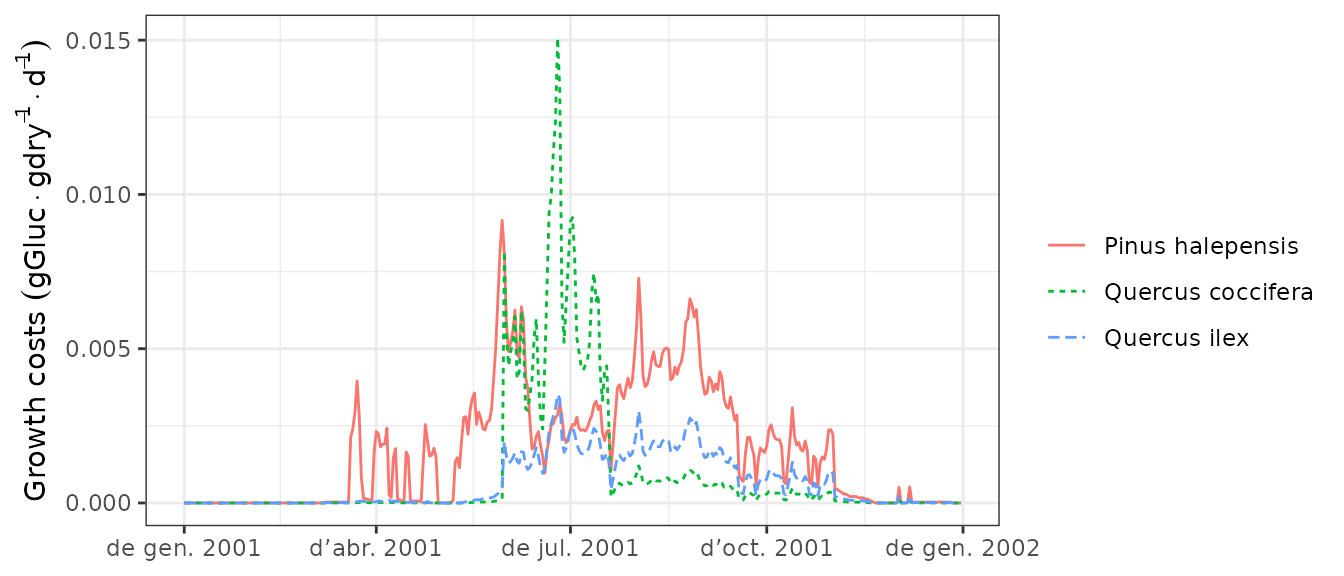 Growth costs (gGluc · gdry⁻¹ · d⁻¹)
0.015
0.010
0.005
0.000
de gen. 2001 d’abr. 2001 de jul. 2001 d’oct. 2001 de gen. 2002
Pinus halepensis
Quercus coccifera
Quercus ilex